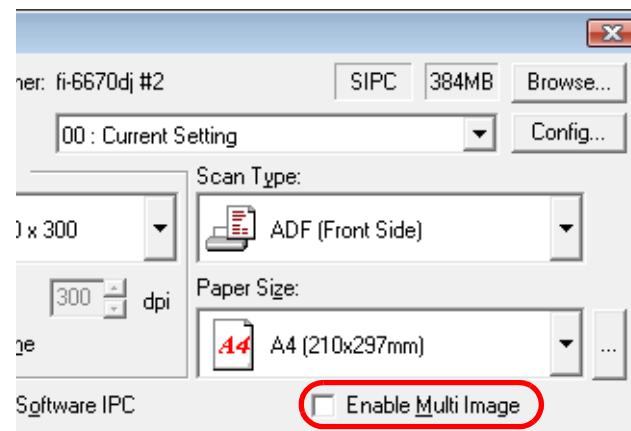 ner: fi-6670dj #2 SIPC 384MB Browse...
00 : Current Setting Config...
Scan Type:
0 x 300 ADF (Front Side)
300 dpi Paper Size:
A4 A4 (210x297mm) ...
Software IPC Enable Multi Image